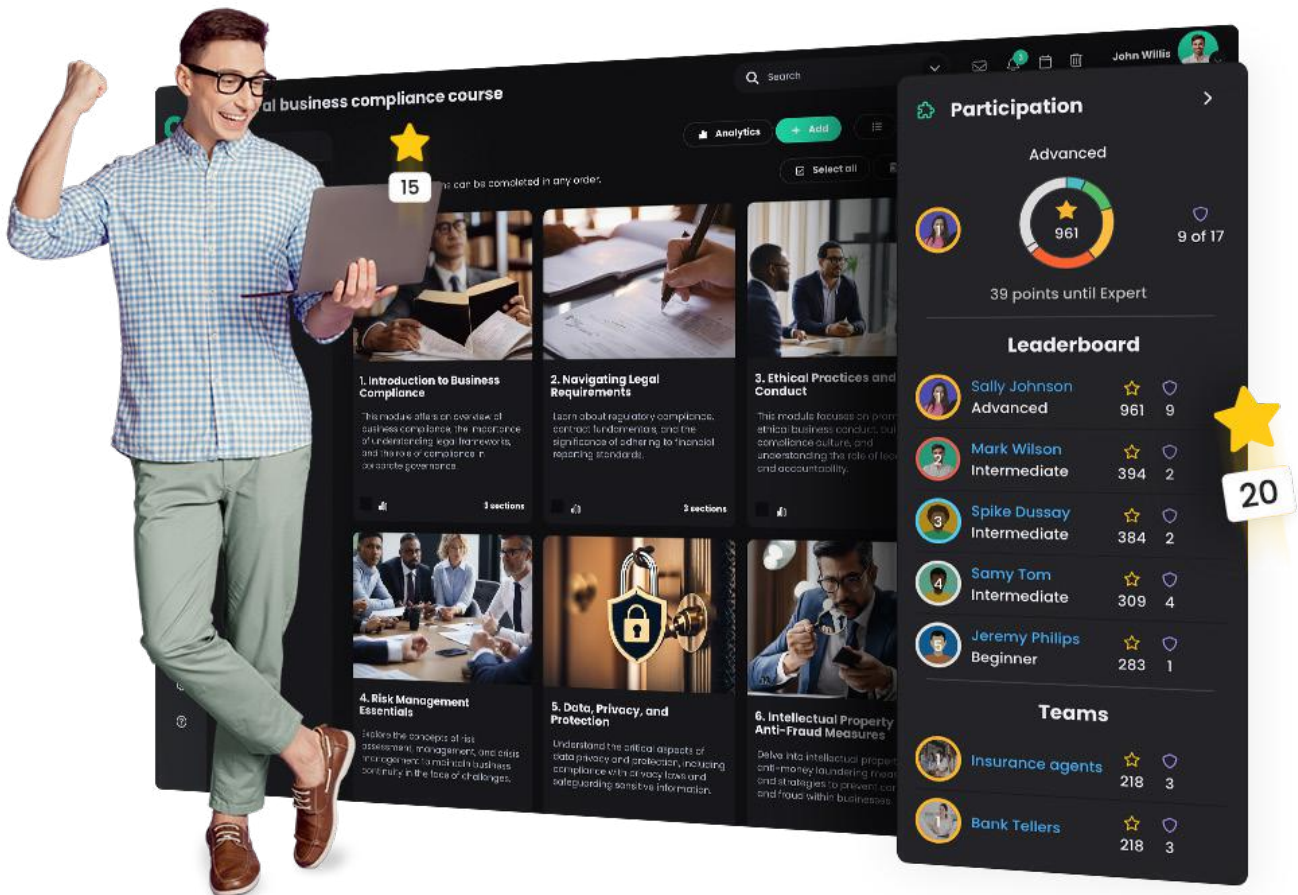 al business compliance course
Search
3
John Willis
Analytics
+ Add
can be completed in any order.
Select all
15
1. Introduction to Business
Compliance
This module offers an overview of
business compliance, the importance
of understanding legal frameworks,
and the role of compliance in
corporate governance.
3 sections
2. Navigating Legal
Requirements
Learn about regulatory compliance,
contract fundamentals, and the
significance of adhering to financial
reporting standards.
3 sections
3. Ethical Practices and
Conduct
This module focuses on
ethical business conduct,
compliance culture, and
understanding the role of
and accountability.
4. Risk Management
Essentials
Explore the concepts of risk
assessment, management, and crisis
management to maintain business
continuity in the face of challenges.
5. Data, Privacy, and
Protection
Understand the critical aspects of
data privacy and protection, including
compliance with privacy laws and
safeguarding sensitive information.
6. Intellectual Property
Anti-Fraud Measures
Delve into intellectual
anti-money laundering
and strategies to prevent
and fraud within businesses
Participation
Advanced
961
9 of 17
39 points until Expert
Leaderboard
Sally Johnson
Advanced
961 9
2
Mark Wilson
Intermediate
394 2
3
Spike Dussay
Intermediate
384 2
4
Samy Tom
Intermediate
309 4
5
Jeremy Philips
Beginner
283 1
20
Teams
1
Insurance agents
218 3
1
Bank Tellers
218 3